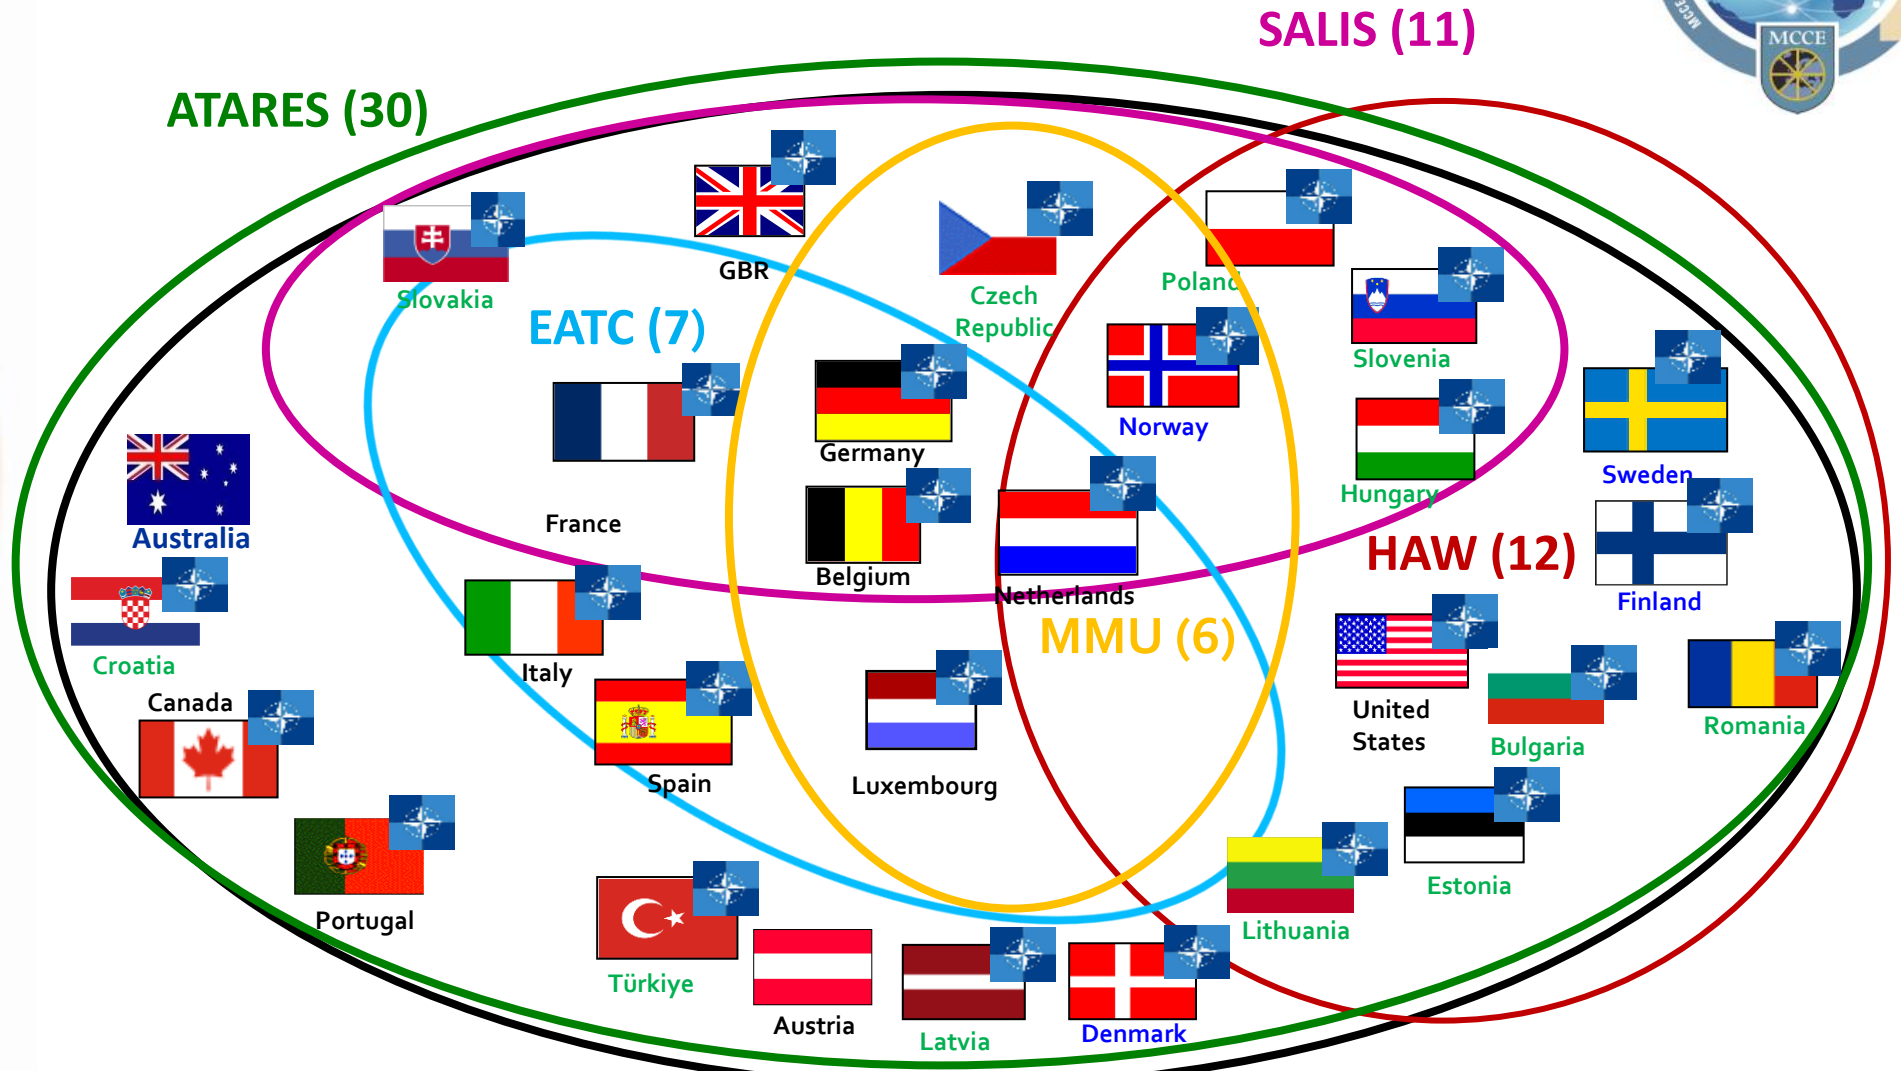 SALIS (11)
MCCE
MCCE
ATARES (30)
GBR
Slovakia
Czech
Republic
Poland
EATC (7)
Slovenia
Norway
Germany
Sweden
Hungary
France
Australia
HAW (12)
Belgium
Netherlands
Finland
MMU (6)
Croatia
Italy
Canada
United
States
Romania
Bulgaria
Spain
Luxembourg
Estonia
Portugal
Lithuania
Türkiye
Austria
Latvia
Denmark